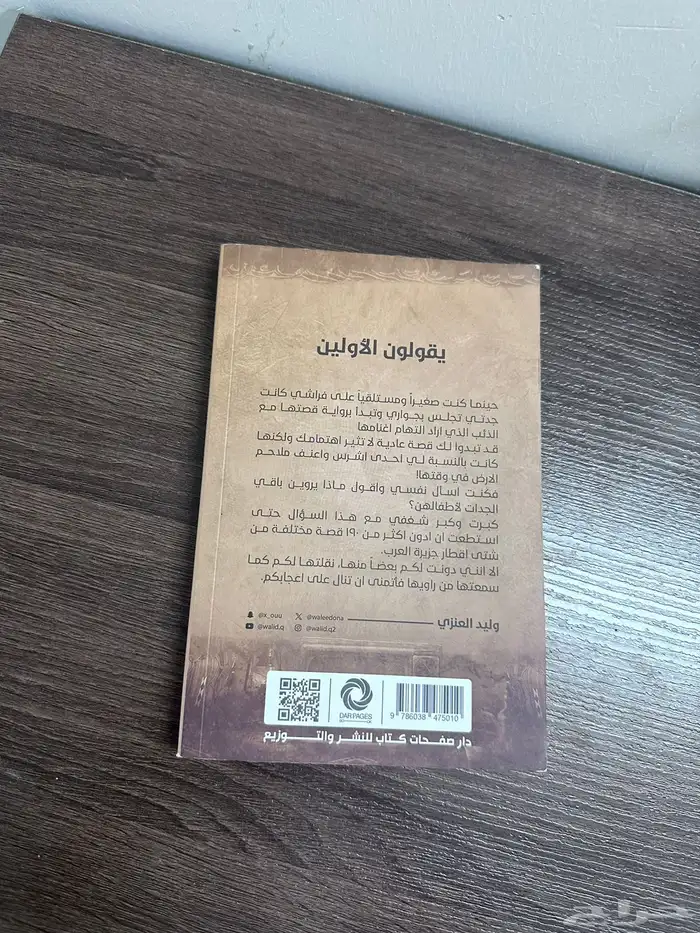 يقولون الأولين
حينما كنت صغيراً ومستلقياً على فراشي كانت
جدتي تجلس بجواري وتبدأ برواية قصتها مع
الذئب الذي اراد التهام اغنامها
قد تبدوا لك قصة عادية لا تثير اهتمامك ولكنها
كانت بالنسبة لي احدى اشرس واعنف ملاحم
الارض في وقتها!
فكنت اسأل نفسي واقول ماذا يروين باقي
الجدات لأطفالهن؟
كبرت وكبر شغفي مع هذا السؤال حتى
استطعت ان ادون اكثر من ١٩٠ قصة مختلفة من
شتى اقطار جزيرة العرب.
الا انني دونت لكم بعضاً منها، نقلتها لكم كما
سمعتها من راويها فأتمنى ان تنال على اعجابكم.
وليد العنزي
@waleedona
@x_ouu
@walid.q2
@walid.q
DAR PAGES
9 786038 475010
دار صفحات كتاب للنشر والتوزيع
حراج